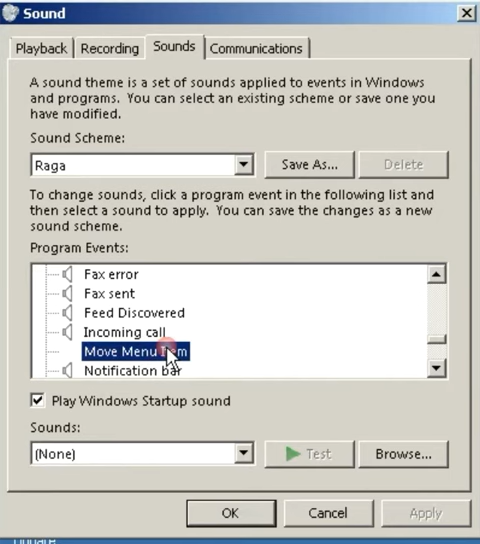 Sound
Playback
Recording
Sounds
Communications
A sound theme is a set of sounds applied to events in Windows
and programs. You can select an existing scheme or save one you
have modified.
Sound Scheme:
Raga
Save As...
Delete
To change sounds, click a program event in the following list and
then select a sound to apply. You can save the changes as a new
sound scheme.
Program Events:
Fax error
Fax sent
Feed Discovered
Incoming call
Move Menu Item
Notification bar
Play Windows Startup sound
Sounds:
(None)
Test
Browse...
OK
Cancel
Apply